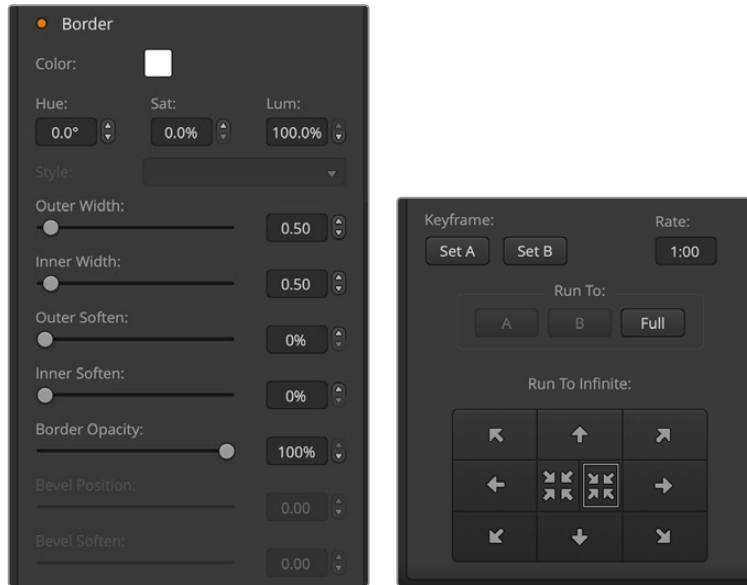 Border
Color:
Hue: Sat: Lum:
0.0° 0.0% 100.0%
Style:
Outer Width:
0.50
Inner Width:
0.50
Outer Soften:
0%
Inner Soften:
0%
Border Opacity:
100%
Bevel Position:
0.00
Bevel Soften:
0.00
Keyframe: Rate:
Set A Set B 1:00
Run To:
A B Full
Run To Infinite: